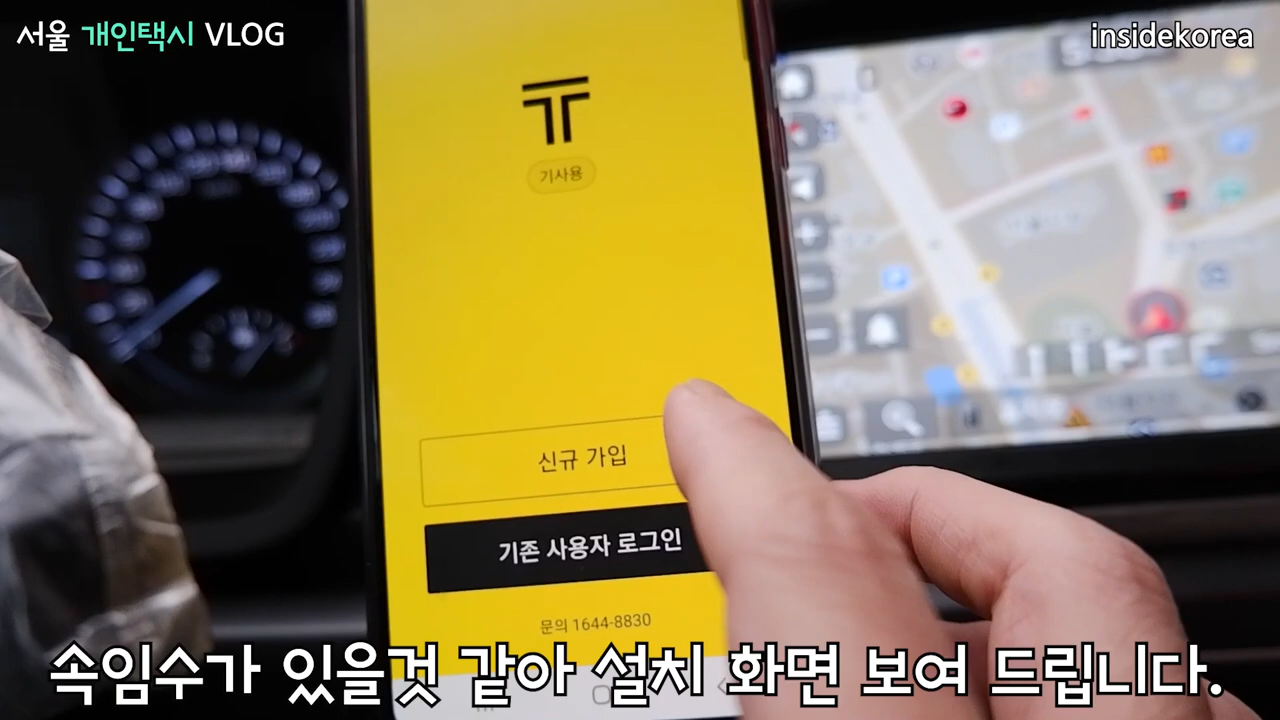 서울 개인택시 VLOG
insidekorea
기사용
신규 가입
기존 사용자 로그인
문의 1644-8830
속임수가 있을것 같아 설치 화면 보여 드립니다.